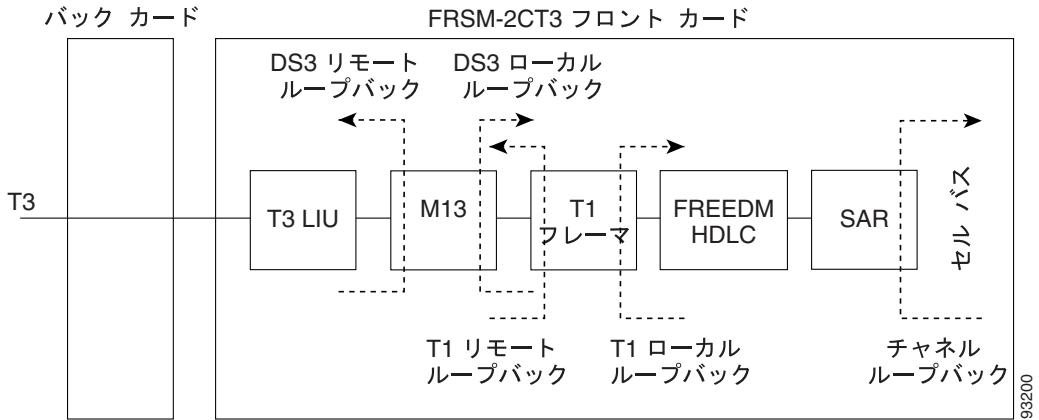 バック カード
FRSM-2CT3 フロント カード
DS3 リモート
ループバック
DS3 ローカル
ループバック
T3
T3 LIU
M13
T1
フレーマ
FREEDM
HDLC
SAR
セル バス
T1 リモート
ループバック
T1 ローカル
ループバック
チャネル
ループバック
93200